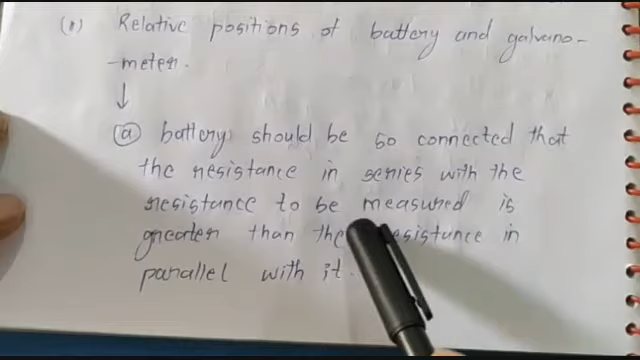 (1) Relative positions of battery and galvano-
-meter.
↓
(a) battery should be so connected that
the resistance in series with the
resistance to be measured is
greater than the resistance in
parallel with it.